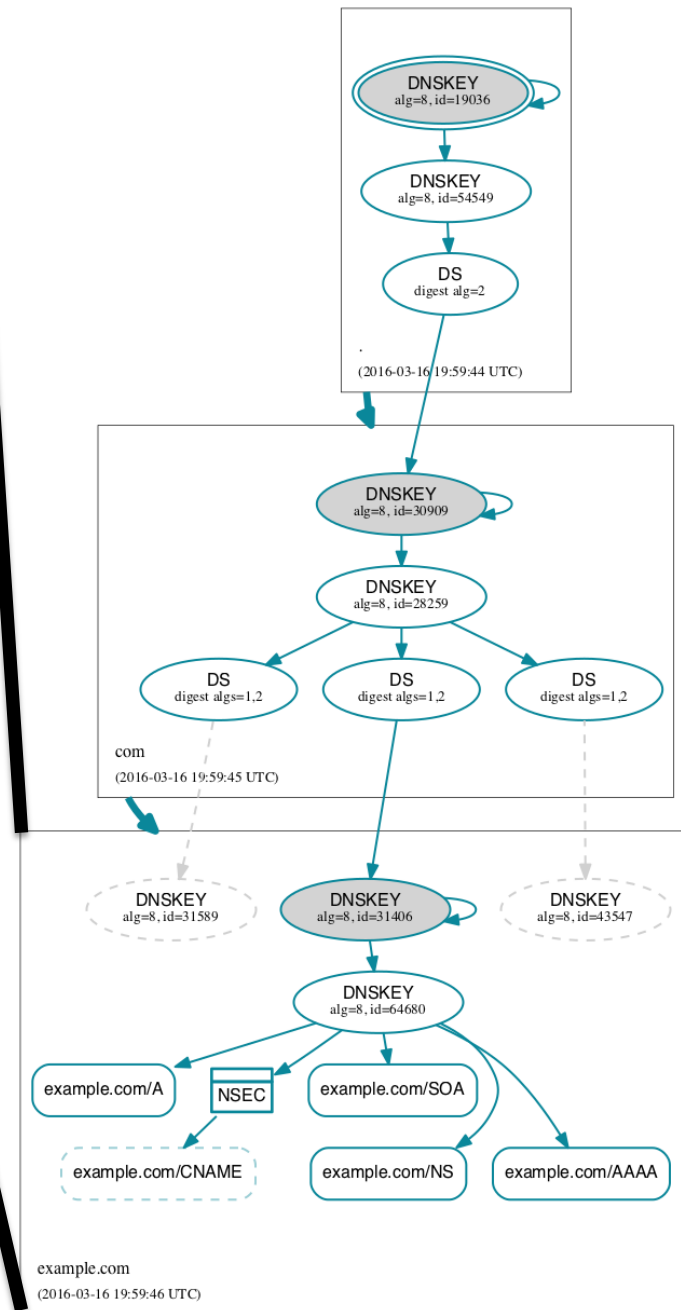 DNSKEY
alg=8, id=19036
DNSKEY
alg=8, id=54549
DS
digest alg=2
.
(2016-03-16 19:59:44 UTC)
DNSKEY
alg=8, id=30909
DNSKEY
alg=8, id=28259
DS
digest algs=1,2
DS
digest algs=1,2
DS
digest algs=1,2
com
(2016-03-16 19:59:45 UTC)
DNSKEY
alg=8, id=31589
DNSKEY
alg=8, id=31406
DNSKEY
alg=8, id=43547
DNSKEY
alg=8, id=64680
example.com/A
NSEC
example.com/SOA
example.com/CNAME
example.com/NS
example.com/AAAA
example.com
(2016-03-16 19:59:46 UTC)